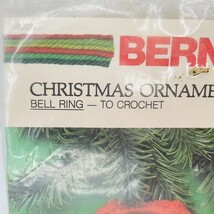 BERN
CHRISTMAS ORNAME
BELL RING — TO CROCHET